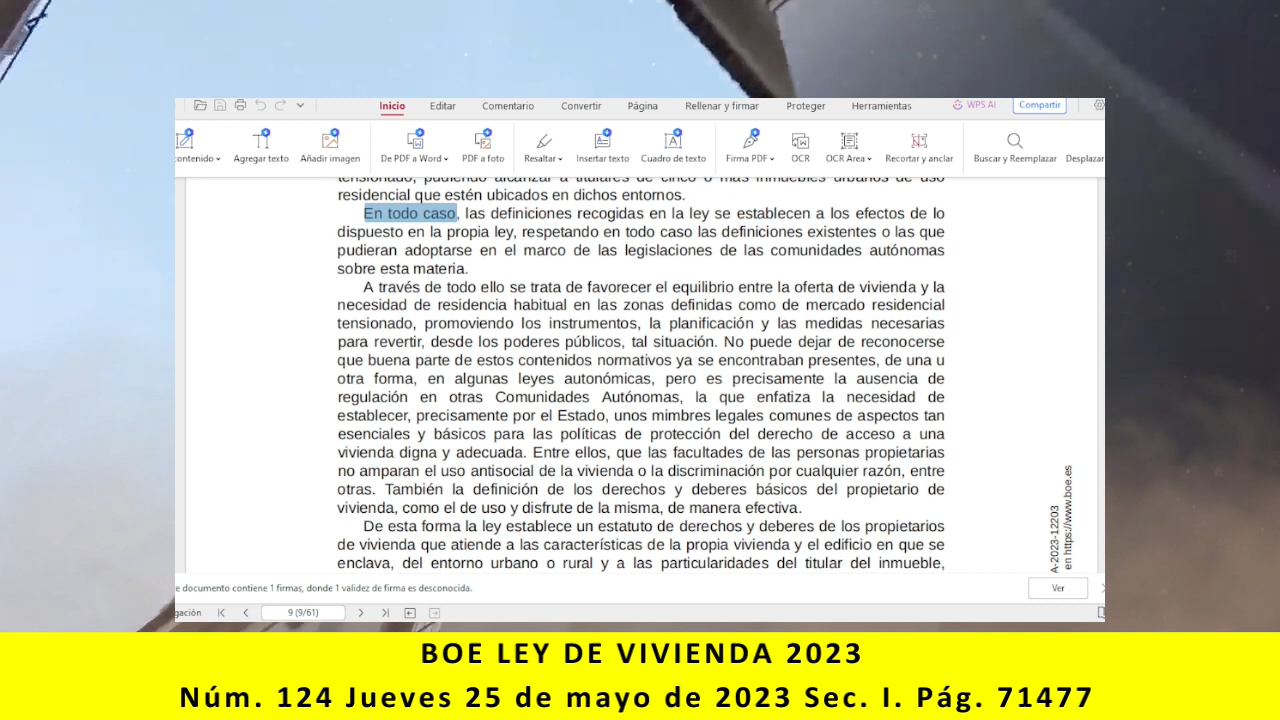 Inicio Editar Comentario Convertir Página Rellenar y firmar Proteger Herramientas WPS AI Compartir
contenido Agregar texto Añadir imagen De PDF a Word PDF a foto Resaltar Insertar texto Cuadro de texto Firma PDF OCR OCR Area Recortar y anclar Buscar y Reemplazar Desplazar
tensionado, pudiendo alcanzar a titulares de cinco o más inmuebles urbanos de uso
residencial que estén ubicados en dichos entornos.
En todo caso, las definiciones recogidas en la ley se establecen a los efectos de lo
dispuesto en la propia ley, respetando en todo caso las definiciones existentes o las que
pudieran adoptarse en el marco de las legislaciones de las comunidades autónomas
sobre esta materia.
A través de todo ello se trata de favorecer el equilibrio entre la oferta de vivienda y la
necesidad de residencia habitual en las zonas definidas como de mercado residencial
tensionado, promoviendo los instrumentos, la planificación y las medidas necesarias
para revertir, desde los poderes públicos, tal situación. No puede dejar de reconocerse
que buena parte de estos contenidos normativos ya se encontraban presentes, de una u
otra forma, en algunas leyes autonómicas, pero es precisamente la ausencia de
regulación en otras Comunidades Autónomas, la que enfatiza la necesidad de
establecer, precisamente por el Estado, unos mimbres legales comunes de aspectos tan
esenciales y básicos para las políticas de protección del derecho de acceso a una
vivienda digna y adecuada. Entre ellos, que las facultades de las personas propietarias
no amparan el uso antisocial de la vivienda o la discriminación por cualquier razón, entre
otras. También la definición de los derechos y deberes básicos del propietario de
vivienda, como el de uso y disfrute de la misma, de manera efectiva.
De esta forma la ley establece un estatuto de derechos y deberes de los propietarios
de vivienda que atiende a las características de la propia vivienda y el edificio en que se
enclava, del entorno urbano o rural y a las particularidades del titular del inmueble,
A-2023-12203
en https://www.boe.es
e documento contiene 1 firmas, donde 1 validez de firma es desconocida.
Ver
gación 9 (9/61)
BOE LEY DE VIVIENDA 2023
Núm. 124 Jueves 25 de mayo de 2023 Sec. I. Pág. 71477